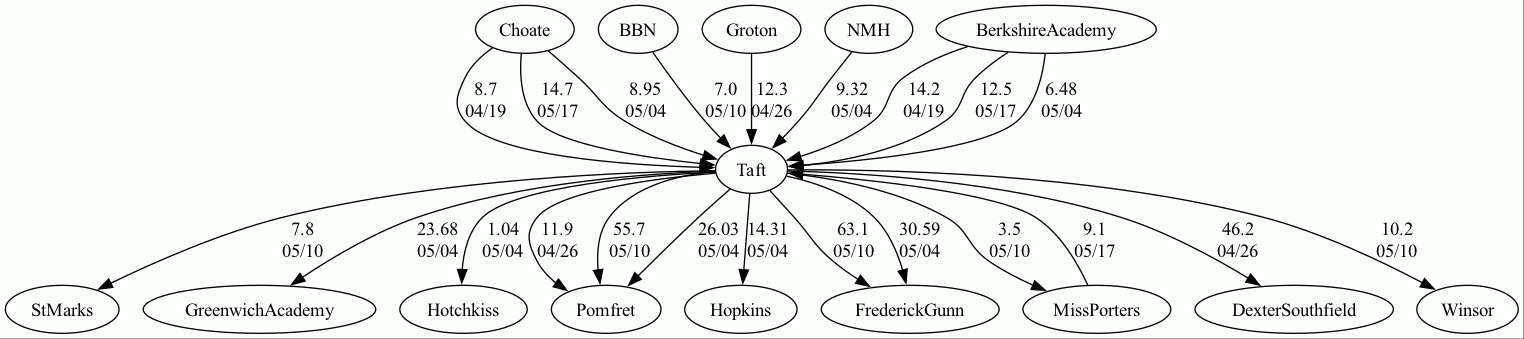 Choate
BBN
Groton
NMH
BerkshireAcademy
8.7
04/19
14.7
05/17
8.95
05/04
7.0
05/10
12.3
04/26
9.32
05/04
14.2
04/19
12.5
05/17
6.48
05/04
Taft
7.8
05/10
23.68
05/04
1.04
05/04
11.9
04/26
55.7
05/10
26.03
05/04
14.31
05/04
63.1
05/10
30.59
05/04
3.5
05/10
9.1
05/17
46.2
04/26
10.2
05/10
StMarks
GreenwichAcademy
Hotchkiss
Pomfret
Hopkins
FrederickGunn
MissPorters
DexterSouthfield
Winsor